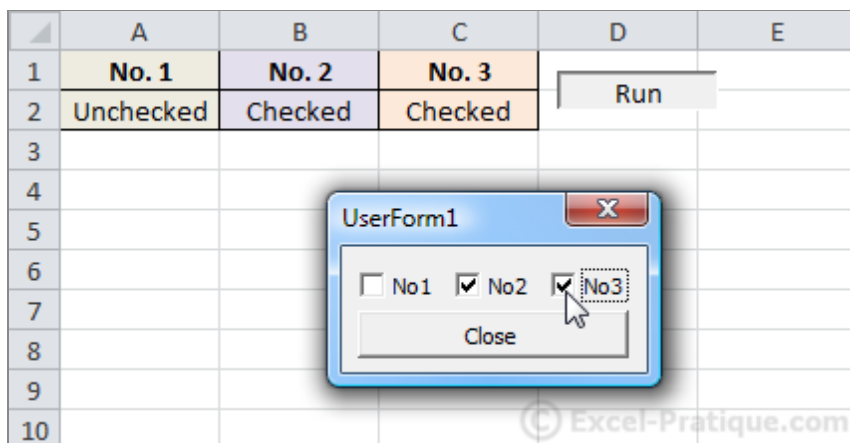 A B C D E
1 No. 1 No. 2 No. 3
Run
2 Unchecked Checked Checked
3
4
UserForm1
5
6
No1 No2 No3
7
Close
8
9
10
© Excel-Pratique.com